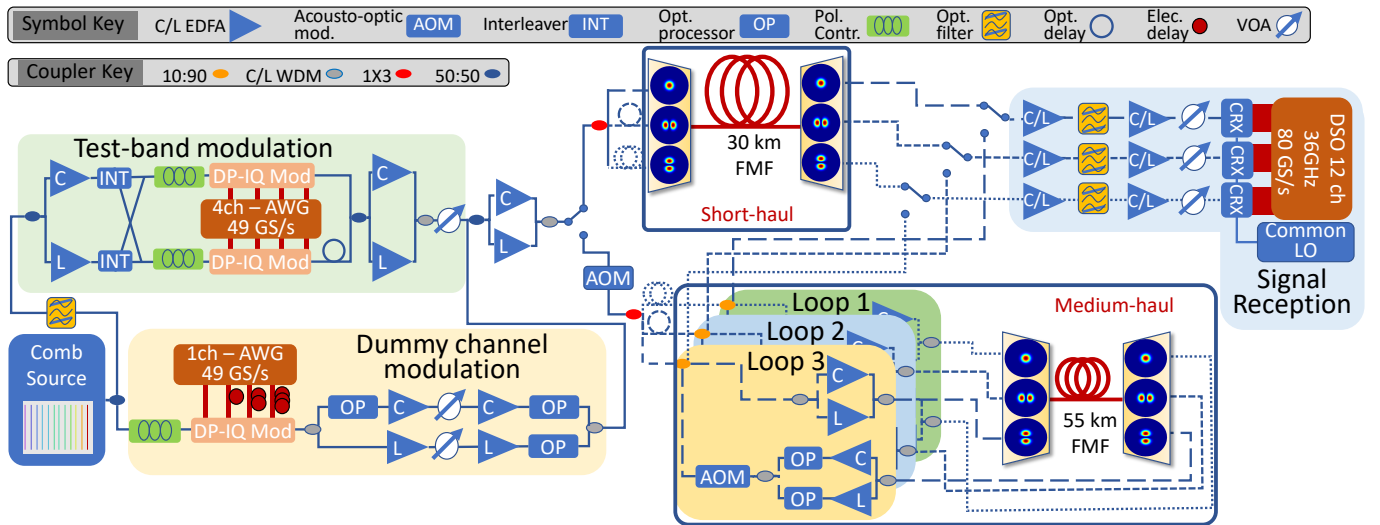 Symbol Key
C/L EDFA
Acousto-optic
mod.
AOM
Interleaver
INT
Opt.
processor
OP
Pol.
Contr.
Opt.
filter
Opt.
delay
Elec.
delay
VOA
Coupler Key
10:90
C/L WDM
1X3
50:50
Test-band modulation
C
INT
DP-IQ Mod
4ch – AWG
49 GS/s
L
INT
DP-IQ Mod
C
L
C
L
AOM
30 km
FMF
Short-haul
C/L
C/L
CRX
C/L
C/L
CRX
C/L
C/L
CRX
DSO 12 ch
36GHz
80 GS/s
Common
LO
Signal
Reception
Comb
Source
1ch – AWG
49 GS/s
DP-IQ Mod
Dummy channel
modulation
OP
C
C
OP
L
L
OP
Loop 1
C
Loop 2
C
Loop 3
C
L
AOM
OP
C
OP
L
Medium-haul
55 km
FMF